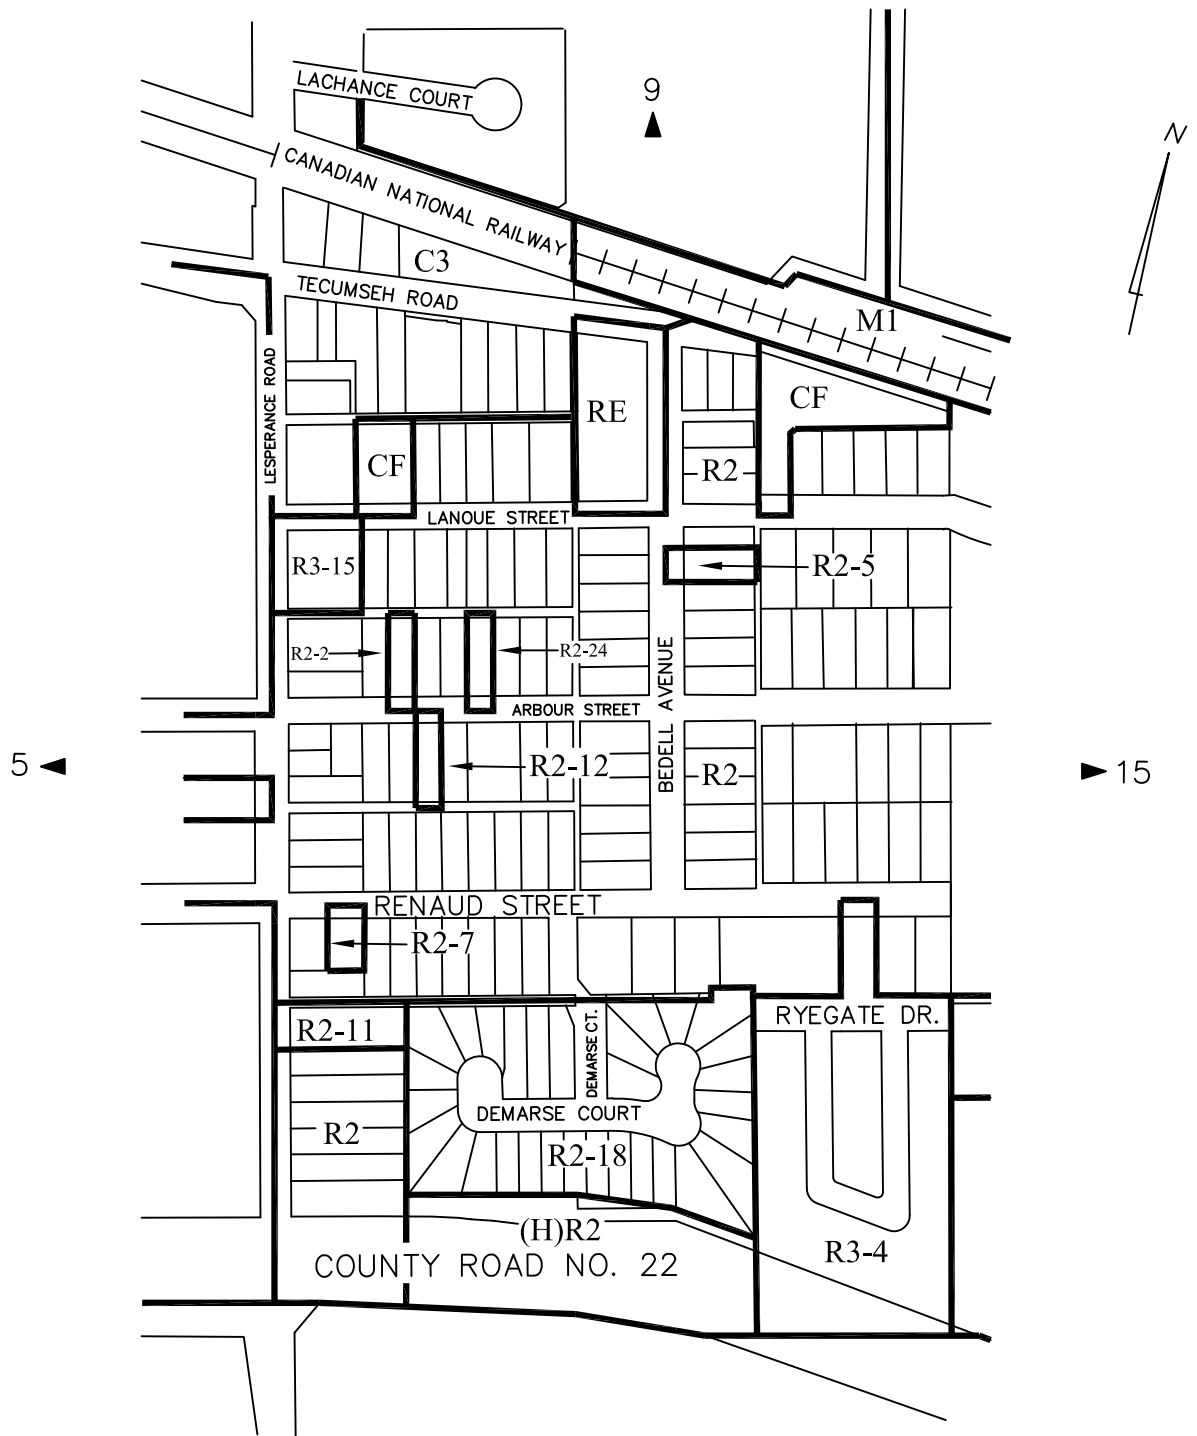 LACHANCE COURT
9
N
CANADIAN NATIONAL RAILWAY
C3
TECUMSEH ROAD
M1
LESPERANCE ROAD
RE
CF
CF
R2
LANOUE STREET
R3-15
R2-5
R2-2
R2-24
BEDELL AVENUE
ARBOUR STREET
5
R2-12
R2
15
RENAUD STREET
R2-7
R2-11
RYEGATE DR.
DEMARSE CT.
DEMARSE COURT
R2
R2-18
(H)R2
R3-4
COUNTY ROAD NO. 22